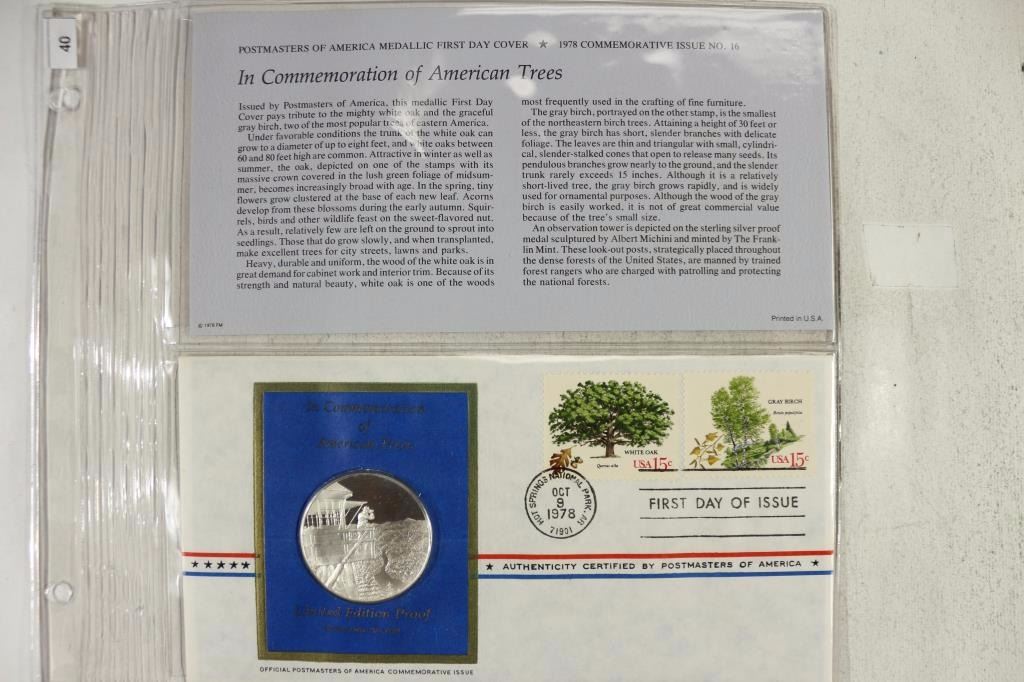 40
POSTMASTERS OF AMERICA MEDALLIC FIRST DAY COVER ★ 1978 COMMEMORATIVE ISSUE NO. 16
In Commemoration of American Trees
Issued by Postmasters of America, this medallic First Day
Cover pays tribute to the mighty white oak and the graceful
gray birch, two of the most popular trees of eastern America.
Under favorable conditions the trunk of the white oak can
grow to a diameter of up to eight feet, and white oaks between
60 and 80 feet high are common. Attractive in winter as well as
summer, the oak, depicted on one of the stamps with its
massive crown covered in the lush green foliage of midsum-
mer, becomes increasingly broad with age. In the spring, tiny
flowers grow clustered at the base of each new leaf. Acorns
develop from these blossoms during the early autumn. Squir-
rels, birds and other wildlife feast on the sweet-flavored nut.
As a result, relatively few are left on the ground to sprout into
seedlings. Those that do grow slowly, and when transplanted,
make excellent trees for city streets, lawns and parks.
Heavy, durable and uniform, the wood of the white oak is in
great demand for cabinet work and interior trim. Because of its
strength and natural beauty, white oak is one of the woods
most frequently used in the crafting of fine furniture.
The gray birch, portrayed on the other stamp, is the smallest
of the northeastern birch trees. Attaining a height of 30 feet or
less, the gray birch has short, slender branches with delicate
foliage. The leaves are thin and triangular with small, cylindri-
cal, slender-stalked cones that open to release many seeds. Its
pendulous branches grow nearly to the ground, and the slender
trunk rarely exceeds 15 inches. Although it is a relatively
short-lived tree, the gray birch grows rapidly, and is widely
used for ornamental purposes. Although the wood of the gray
birch is easily worked, it is not of great commercial value
because of the tree's small size.
An observation tower is depicted on the sterling silver proof
medal sculptured by Albert Michini and minted by The Frank-
lin Mint. These look-out posts, strategically placed throughout
the dense forests of the United States, are manned by trained
forest rangers who are charged with patrolling and protecting
the national forests.
© 1978 FM
Printed in U.S.A.
In Commemoration
of
American Trees
Limited Edition Proof
WHITE OAK
Quercus alba
USA 15c
GRAY BIRCH
Betula populifolia
USA 15c
HOT SPRINGS NATIONAL PARK, AR
OCT
9
1978
71901
FIRST DAY OF ISSUE
★★★★★ ★ AUTHENTICITY CERTIFIED BY POSTMASTERS OF AMERICA ★
OFFICIAL POSTMASTERS OF AMERICA COMMEMORATIVE ISSUE